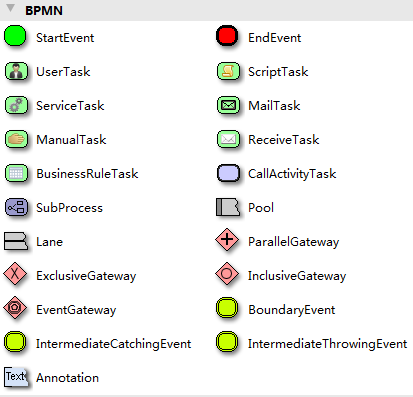 BPMN
StartEvent EndEvent
UserTask ScriptTask
ServiceTask MailTask
ManualTask ReceiveTask
BusinessRuleTask CallActivityTask
SubProcess Pool
Lane ParallelGateway
X ExclusiveGateway InclusiveGateway
EventGateway BoundaryEvent
IntermediateCatchingEvent IntermediateThrowingEvent
Text Annotation